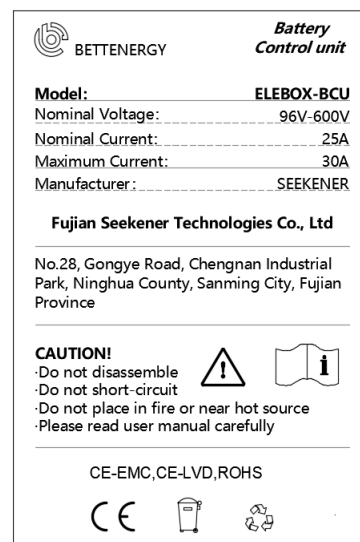 BETTENERGY
Battery
Control unit
Model: ELEBOX-BCU
Nominal Voltage: 96V-600V
Nominal Current: 25A
Maximum Current: 30A
Manufacturer: SEEKENER
Fujian Seekener Technologies Co., Ltd
No.28, Gongye Road, Chengnan Industrial
Park, Ninghua County, Sanming City, Fujian
Province
CAUTION!
·Do not disassemble
·Do not short-circuit
·Do not place in fire or near hot source
·Please read user manual carefully
CE-EMC,CE-LVD,ROHS
CE